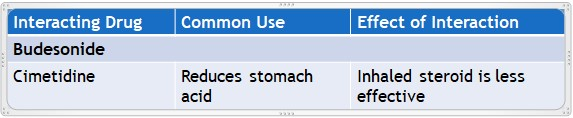 Interacting Drug Common Use Effect of Interaction
Budesonide
Cimetidine Reduces stomach Inhaled steroid is less
acid effective